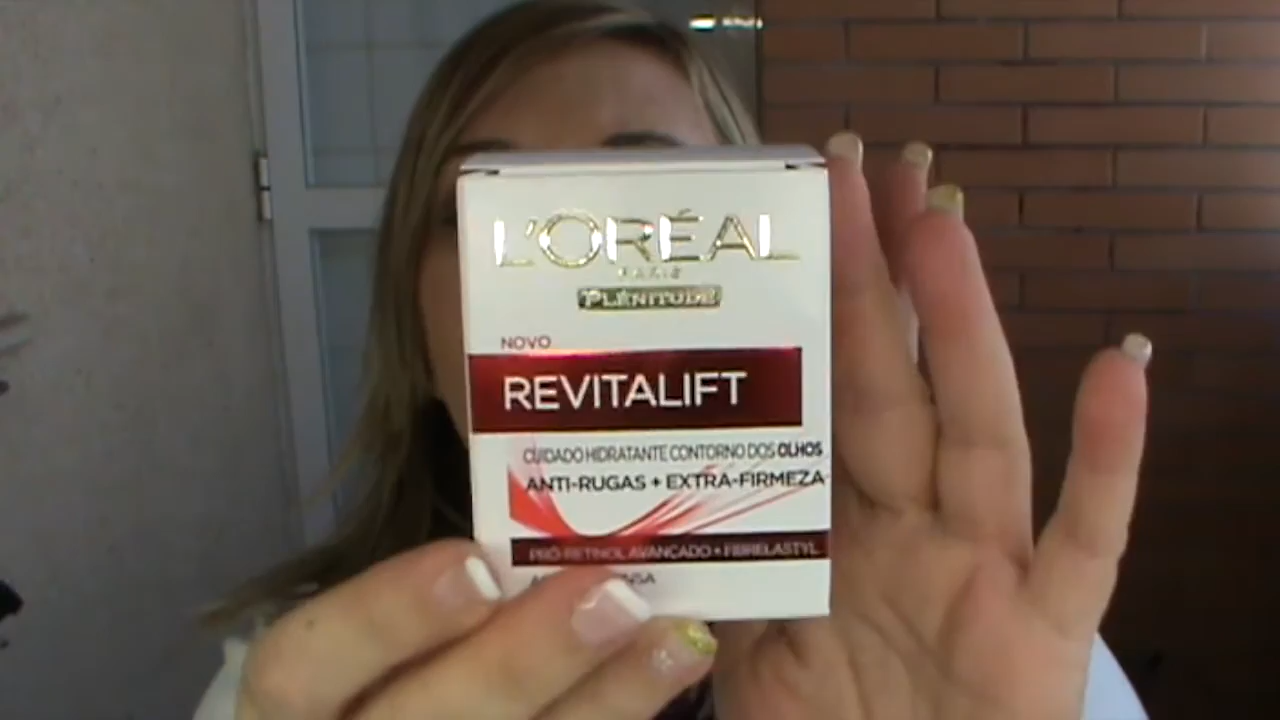 L'ORÉAL
PARIS
PLÉNITUDE
NOVO
REVITALIFT
CUIDADO HIDRATANTE CONTORNO DOS OLHOS
ANTI-RUGAS + EXTRA-FIRMEZA
PRÓ-RETINOL AVANÇADO + FIBRELASTYL